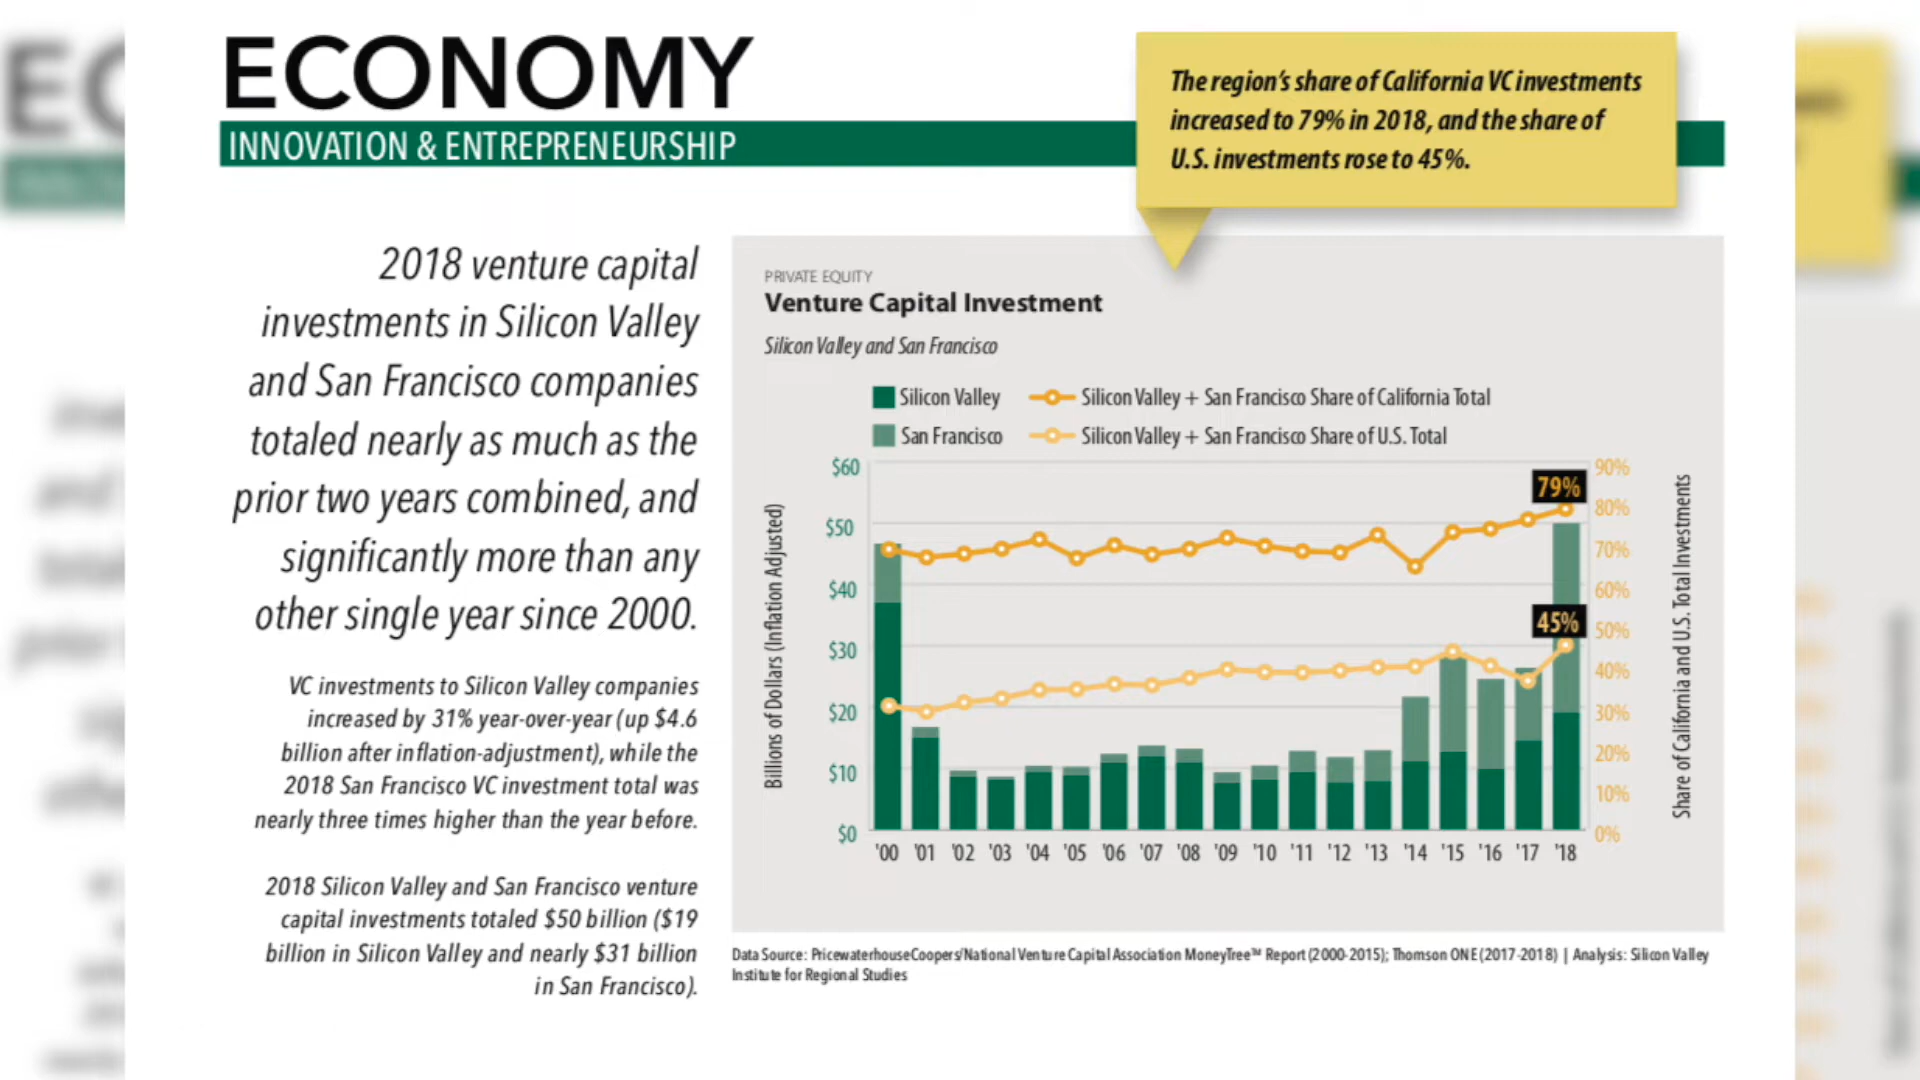 ECONOMY
INNOVATION & ENTREPRENEURSHIP
The region's share of California VC investments
increased to 79% in 2018, and the share of
U.S. investments rose to 45%.
2018 venture capital
investments in Silicon Valley
and San Francisco companies
totaled nearly as much as the
prior two years combined, and
significantly more than any
other single year since 2000.
VC investments to Silicon Valley companies
increased by 31% year-over-year (up $4.6
billion after inflation-adjustment), while the
2018 San Francisco VC investment total was
nearly three times higher than the year before.
2018 Silicon Valley and San Francisco venture
capital investments totaled $50 billion ($19
billion in Silicon Valley and nearly $31 billion
in San Francisco).
PRIVATE EQUITY
Venture Capital Investment
Silicon Valley and San Francisco
Silicon Valley
Silicon Valley + San Francisco Share of California Total
San Francisco
Silicon Valley + San Francisco Share of U.S. Total
Billions of Dollars (Inflation Adjusted)
$60
$50
$40
$30
$20
$10
$0
79%
45%
90%
80%
70%
60%
50%
40%
30%
20%
10%
0%
Share of California and U.S. Total Investments
'00 '01 '02 '03 '04 '05 '06 '07 '08 '09 '10 '11 '12 '13 '14 '15 '16 '17 '18
Data Source: PricewaterhouseCoopers/National Venture Capital Association MoneyTree™ Report (2000-2015); Thomson ONE (2017-2018) | Analysis: Silicon Valley
Institute for Regional Studies